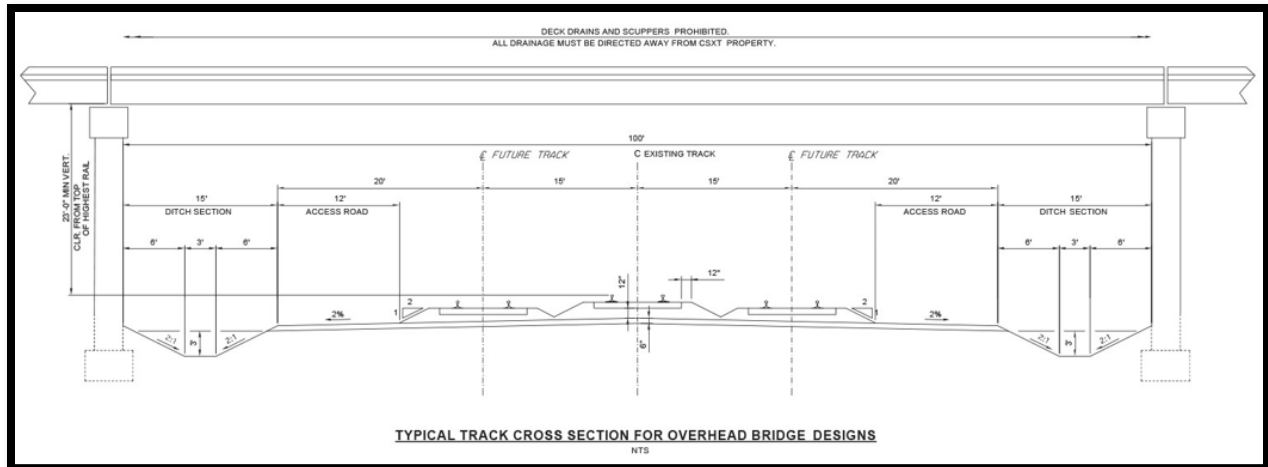 DECK DRAINS AND SCUPPERS PROHIBITED.
ALL DRAINAGE MUST BE DIRECTED AWAY FROM CSXT PROPERTY.
100'
℄ FUTURE TRACK
C EXISTING TRACK
℄ FUTURE TRACK
23'-0" MIN VERT.
CLR. FROM TOP
OF HIGHEST RAIL
20'
15'
15'
20'
15'
DITCH SECTION
12'
ACCESS ROAD
12'
ACCESS ROAD
15'
DITCH SECTION
6'
3'
6'
6'
3'
6'
12"
12"
2
1
2
1
2%
2%
6"
2:1
3'
2:1
2:1
3'
2:1
TYPICAL TRACK CROSS SECTION FOR OVERHEAD BRIDGE DESIGNS
NTS